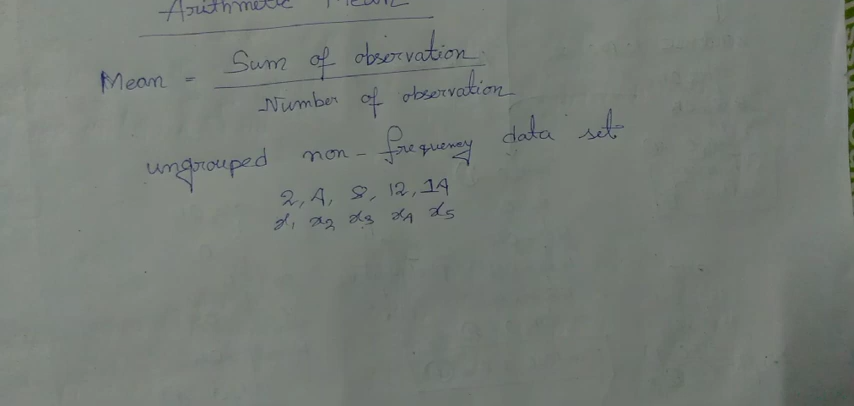 Arithmetic Mean
Mean = Sum of observation
Number of observation
ungrouped non-frequency data set
2, 4, 8, 12, 14
x₁ x₂ x₃ x₄ x₅